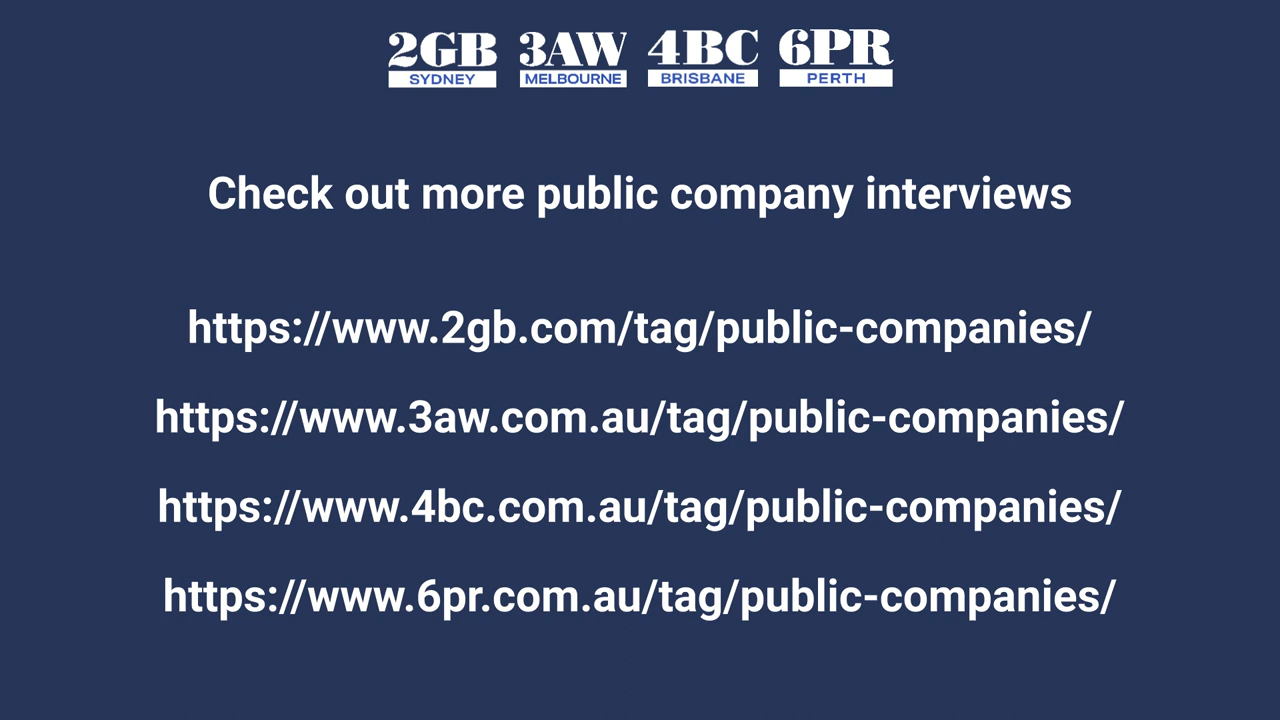 2GB 3AW 4BC 6PR
SYDNEY MELBOURNE BRISBANE PERTH
Check out more public company interviews
https://www.2gb.com/tag/public-companies/
https://www.3aw.com.au/tag/public-companies/
https://www.4bc.com.au/tag/public-companies/
https://www.6pr.com.au/tag/public-companies/